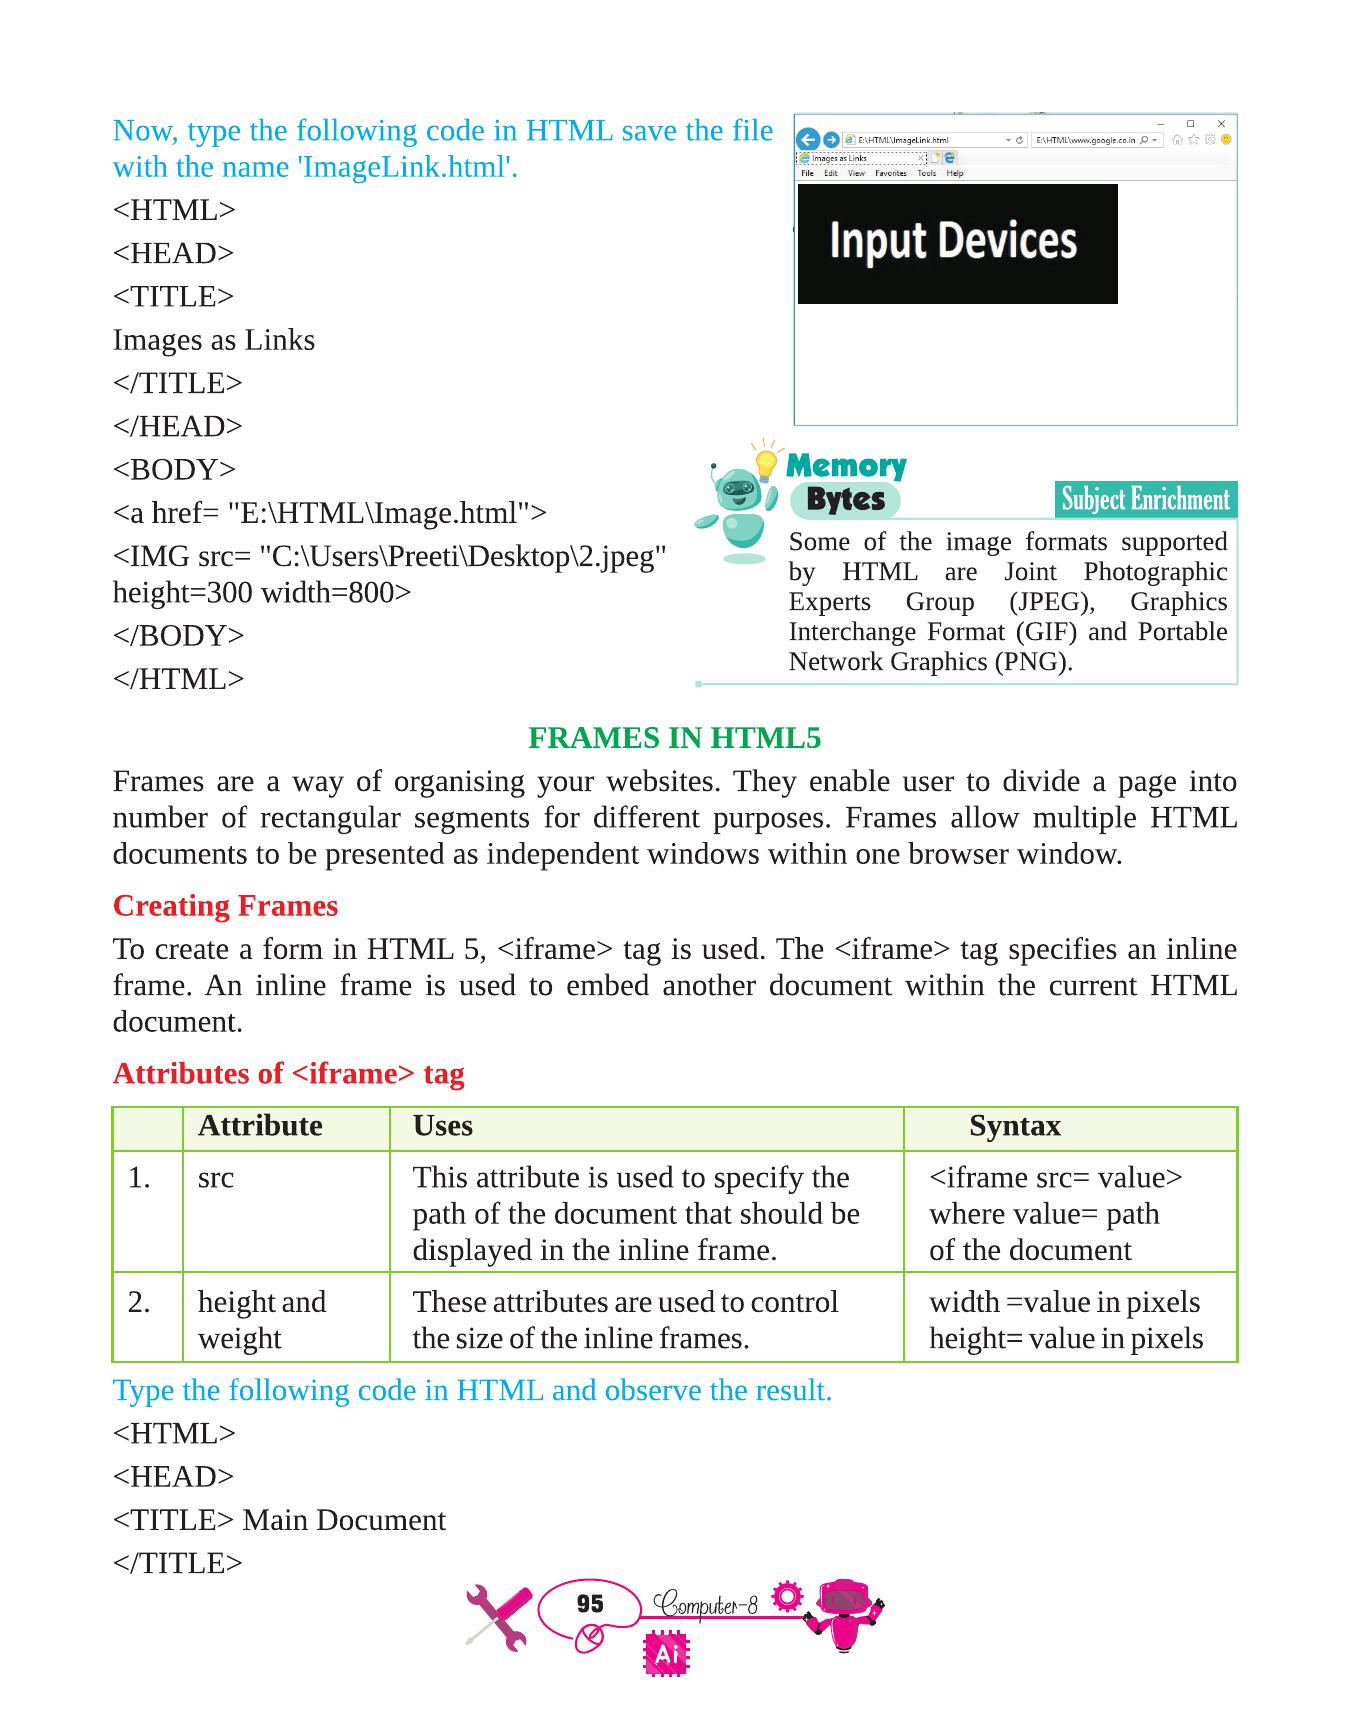 Now, type the following code in HTML save the file
with the name 'ImageLink.html'.
<HTML>
<HEAD>
<TITLE>
Images as Links
</TITLE>
</HEAD>
<BODY>
<a href= "E:\HTML\Image.html">
<IMG src= "C:\Users\Preeti\Desktop\2.jpeg"
height=300 width=800>
</BODY>
</HTML>
E:\HTML\ImageLink.html
E:\HTML\www.google.co.in
Images as Links
File Edit View Favorites Tools Help
Input Devices
Memory
Bytes
Subject Enrichment
Some of the image formats supported
by HTML are Joint Photographic
Experts Group (JPEG), Graphics
Interchange Format (GIF) and Portable
Network Graphics (PNG).
FRAMES IN HTML5
Frames are a way of organising your websites. They enable user to divide a page into
number of rectangular segments for different purposes. Frames allow multiple HTML
documents to be presented as independent windows within one browser window.
Creating Frames
To create a form in HTML 5, <iframe> tag is used. The <iframe> tag specifies an inline
frame. An inline frame is used to embed another document within the current HTML
document.
Attributes of <iframe> tag
Attribute Uses Syntax
1. src This attribute is used to specify the <iframe src= value>
path of the document that should be where value= path
displayed in the inline frame. of the document
2. height and These attributes are used to control width =value in pixels
weight the size of the inline frames. height= value in pixels
Type the following code in HTML and observe the result.
<HTML>
<HEAD>
<TITLE> Main Document
</TITLE>
95 Computer-8
Ai